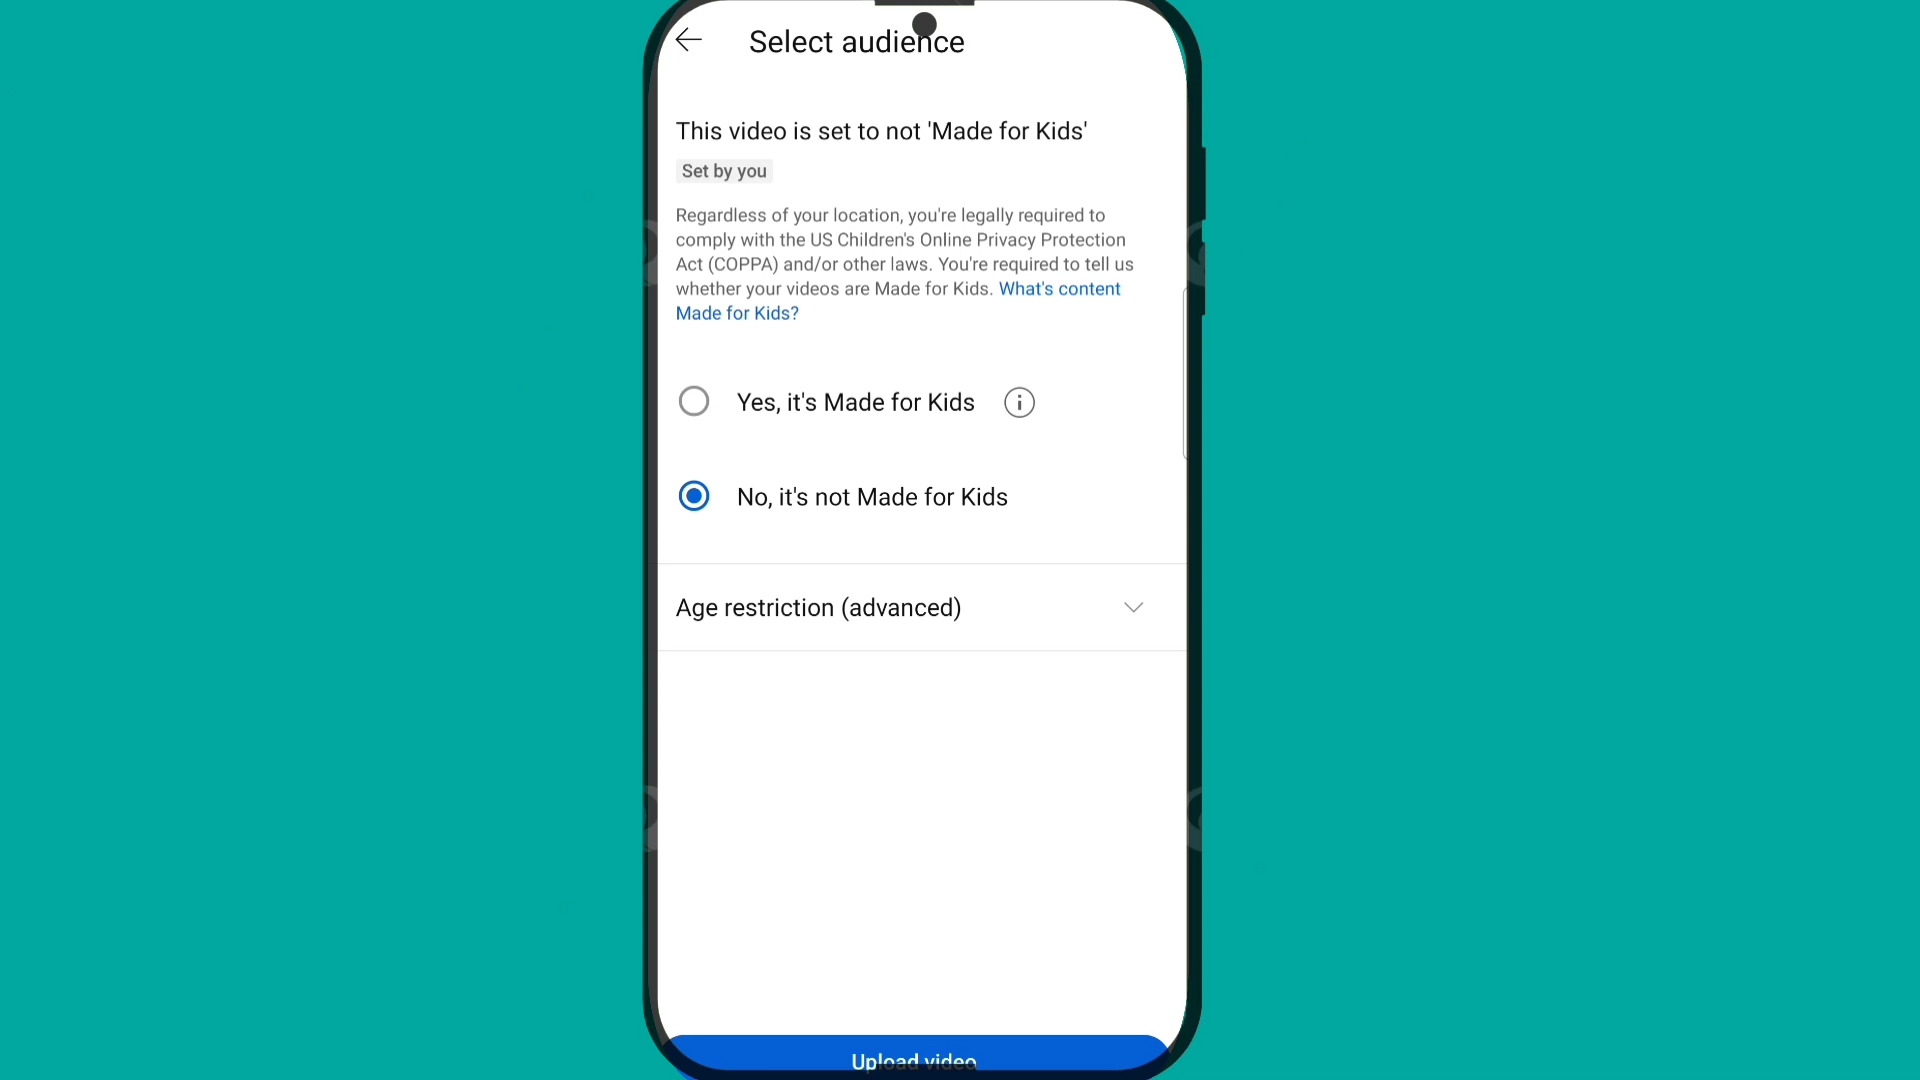 Select audience
This video is set to not 'Made for Kids'
Set by you
Regardless of your location, you're legally required to
comply with the US Children's Online Privacy Protection
Act (COPPA) and/or other laws. You're required to tell us
whether your videos are Made for Kids. What's content
Made for Kids?
Yes, it's Made for Kids
No, it's not Made for Kids
Age restriction (advanced)
Upload video